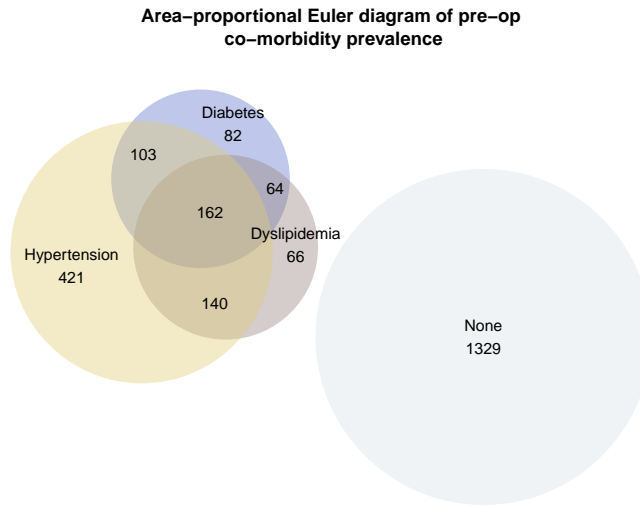 Area−proportional Euler diagram of pre−op
co−morbidity prevalence
Diabetes
82
103
64
162
Dyslipidemia
66
Hypertension
421
140
None
1329